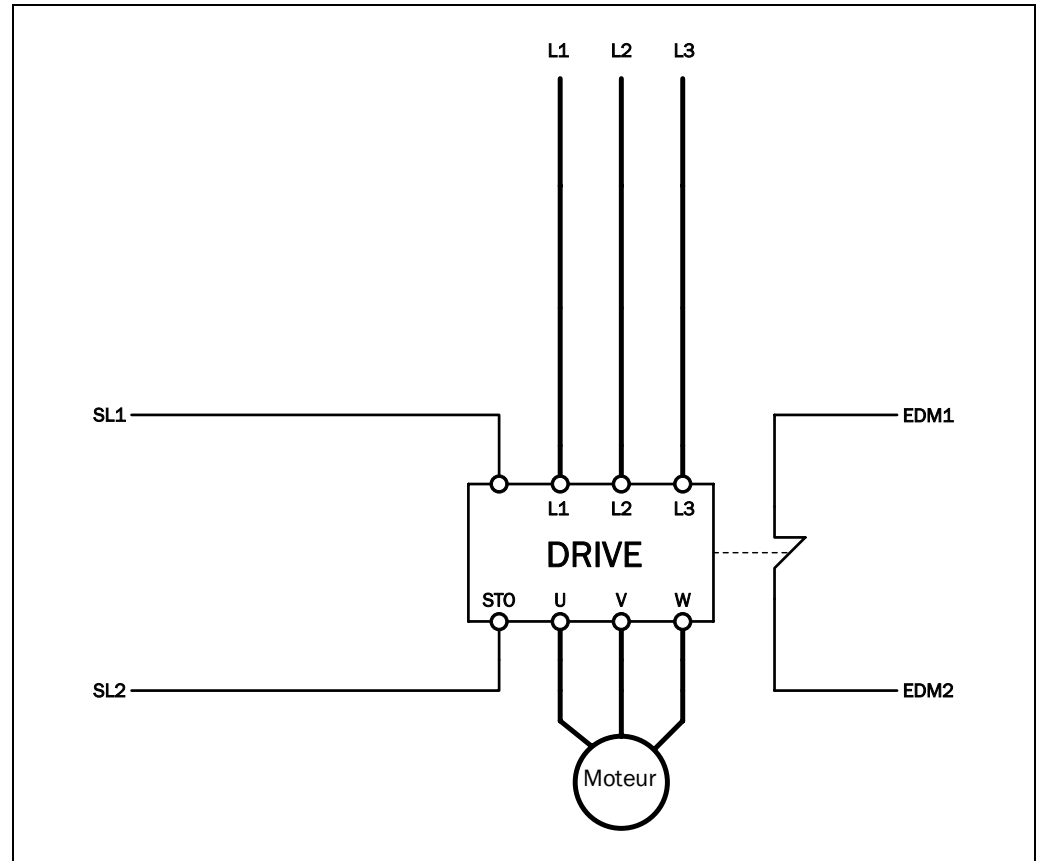 L1 L2 L3
SL1 EDM1
L1 L2 L3
DRIVE
STO U V W
SL2 EDM2
Moteur